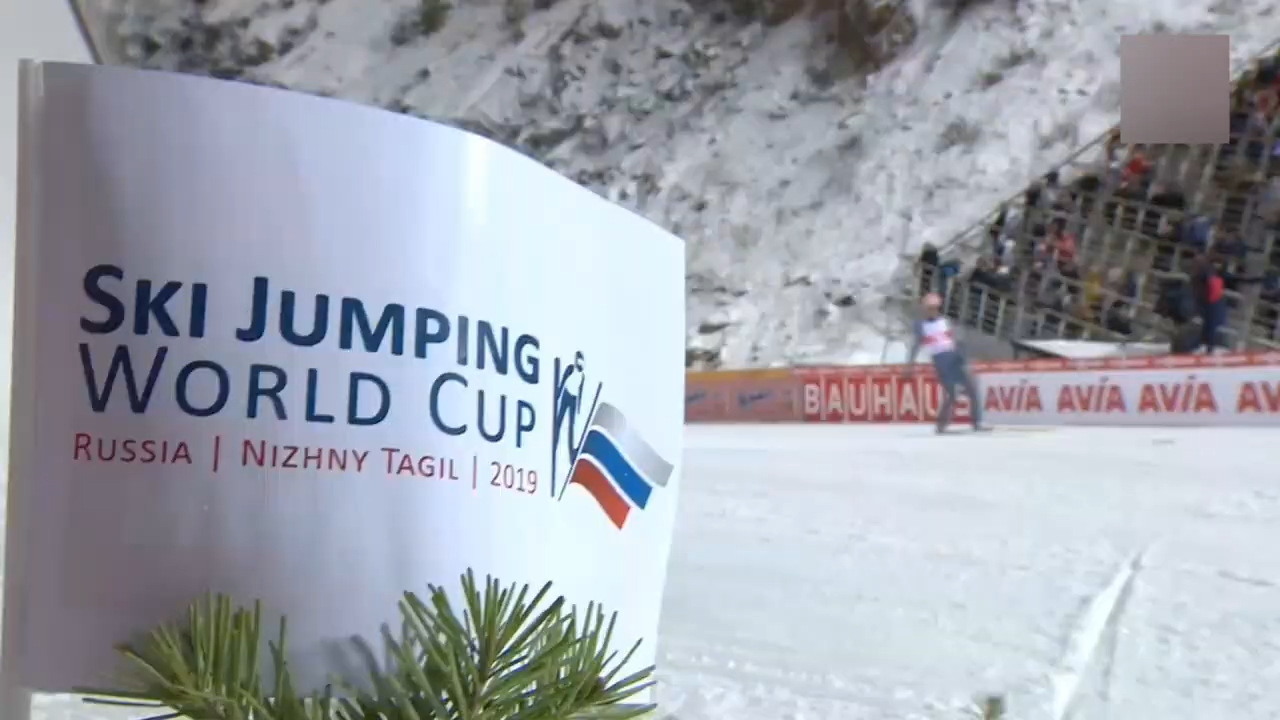 SKI JUMPING
WORLD CUP
RUSSIA | NIZHNY TAGIL | 2019
BAUHAUS AVIA AVIA AVIA AV